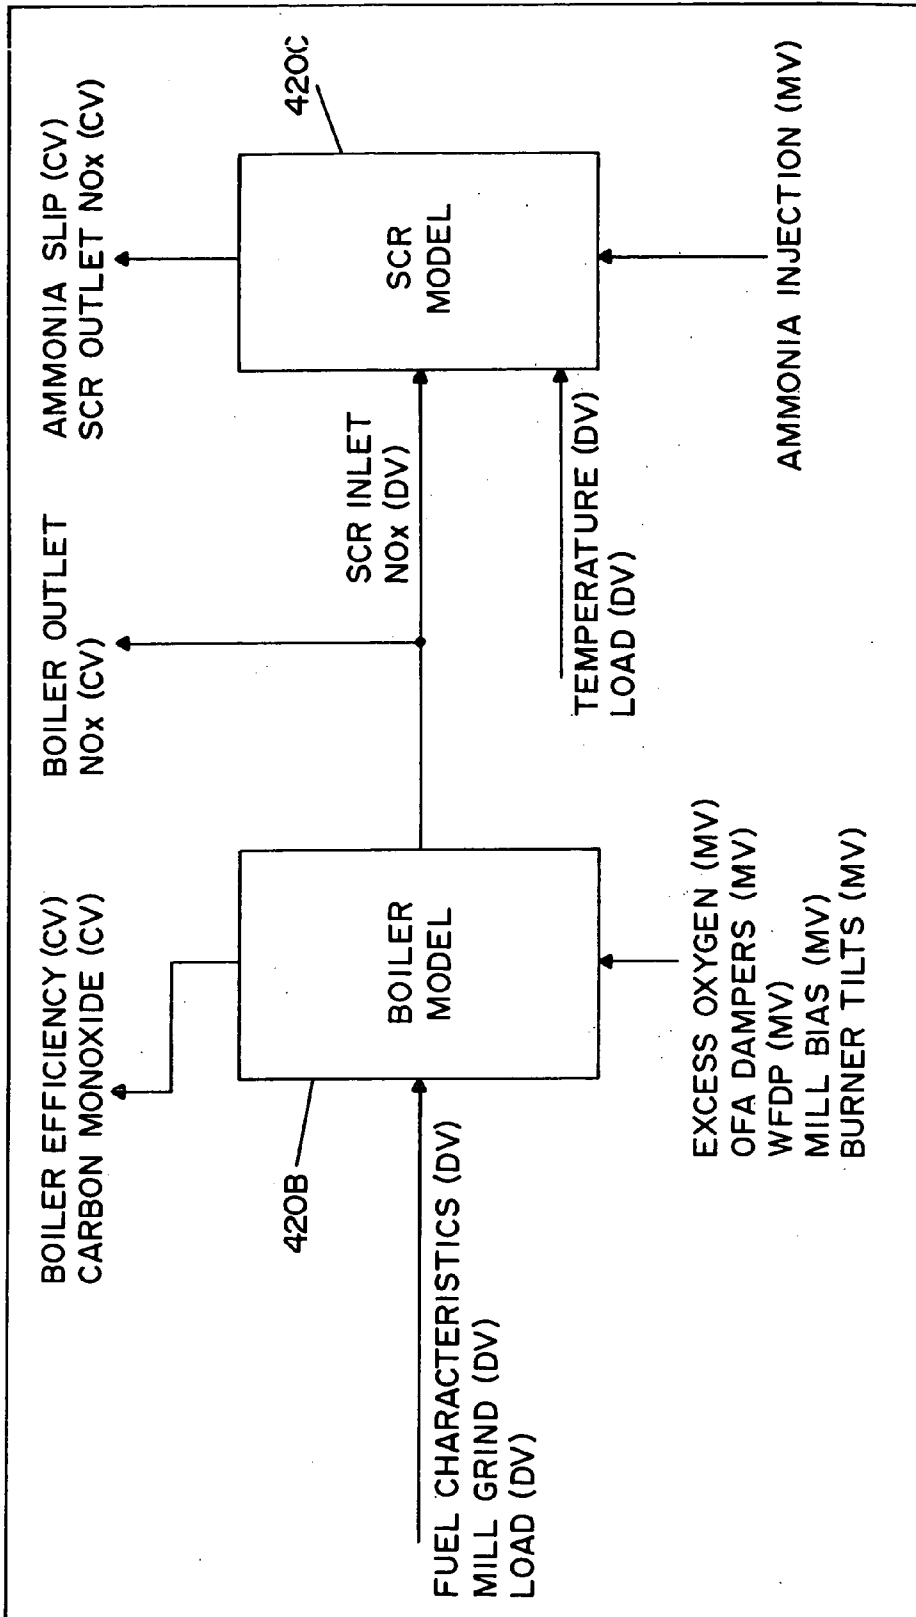 BOILER EFFICIENCY (CV)
CARBON MONOXIDE (CV)
BOILER OUTLET
NOx (CV)
AMMONIA SLIP (CV)
SCR OUTLET NOx (CV)
420B
BOILER
MODEL
SCR INLET
NOx (DV)
420C
SCR
MODEL
FUEL CHARACTERISTICS (DV)
MILL GRIND (DV)
LOAD (DV)
EXCESS OXYGEN (MV)
OFA DAMPERS (MV)
WFDP (MV)
MILL BIAS (MV)
BURNER TILTS (MV)
TEMPERATURE (DV)
LOAD (DV)
AMMONIA INJECTION (MV)